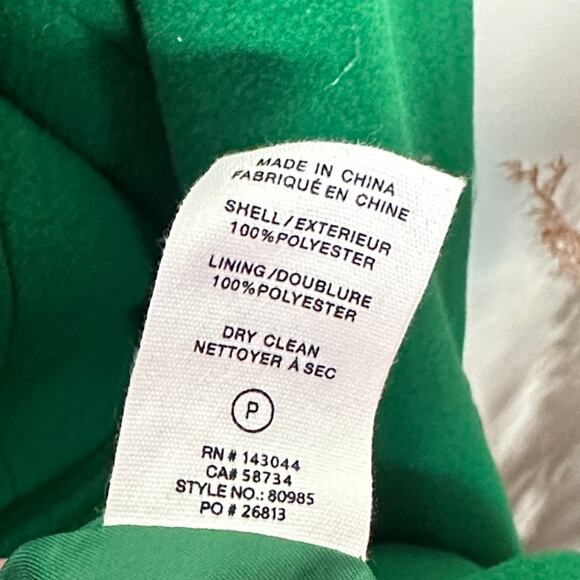 MADE IN CHINA
FABRIQUÉ EN CHINE
SHELL/EXTERIEUR
100%POLYESTER
LINING/DOUBLURE
100%POLYESTER
DRY CLEAN
NETTOYER À SEC
P
RN # 143044
CA# 58734
STYLE NO.: 80985
PO # 26813